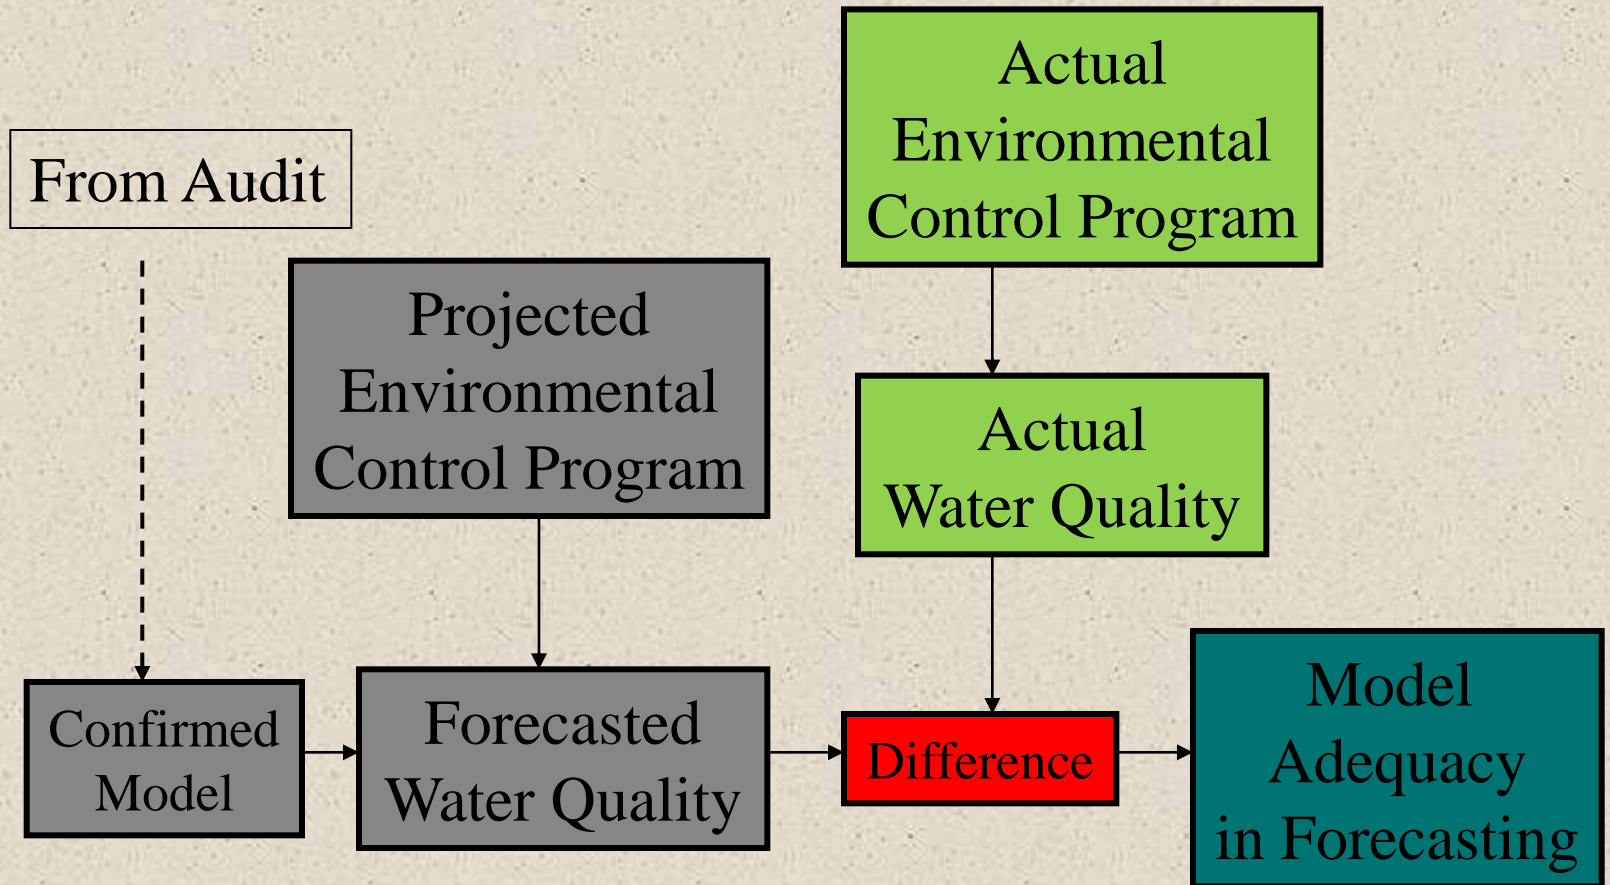 Actual
Environmental
Control Program
From Audit
Projected
Environmental
Control Program
Actual
Water Quality
Confirmed
Model
Forecasted
Water Quality
Difference
Model
Adequacy
in Forecasting